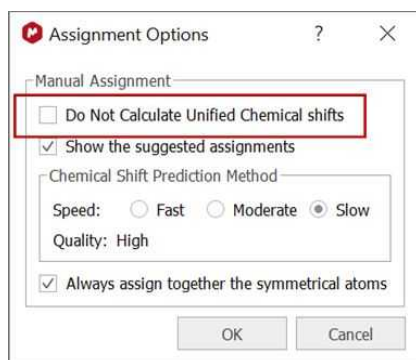 Assignment Options ?
Manual Assignment
Do Not Calculate Unified Chemical shifts
Show the suggested assignments
Chemical Shift Prediction Method
Speed: Fast Moderate Slow
Quality: High
Always assign together the symmetrical atoms
OK Cancel